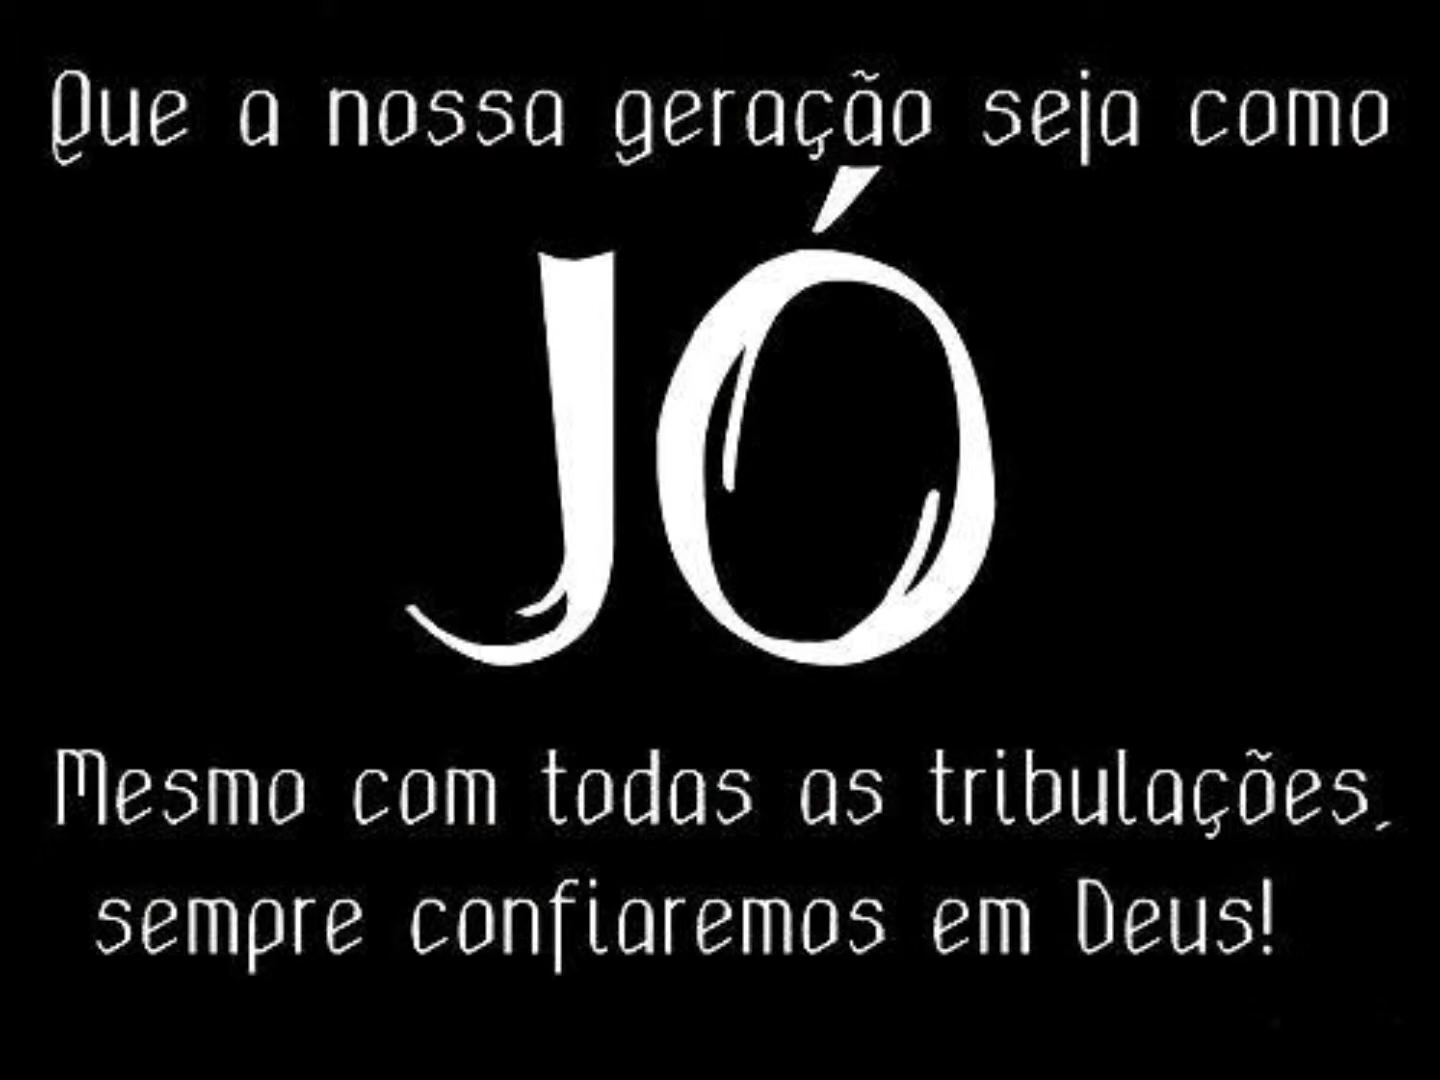 Que a nossa geração seja como
JÓ
Mesmo com todas as tribulações,
sempre confiaremos em Deus!